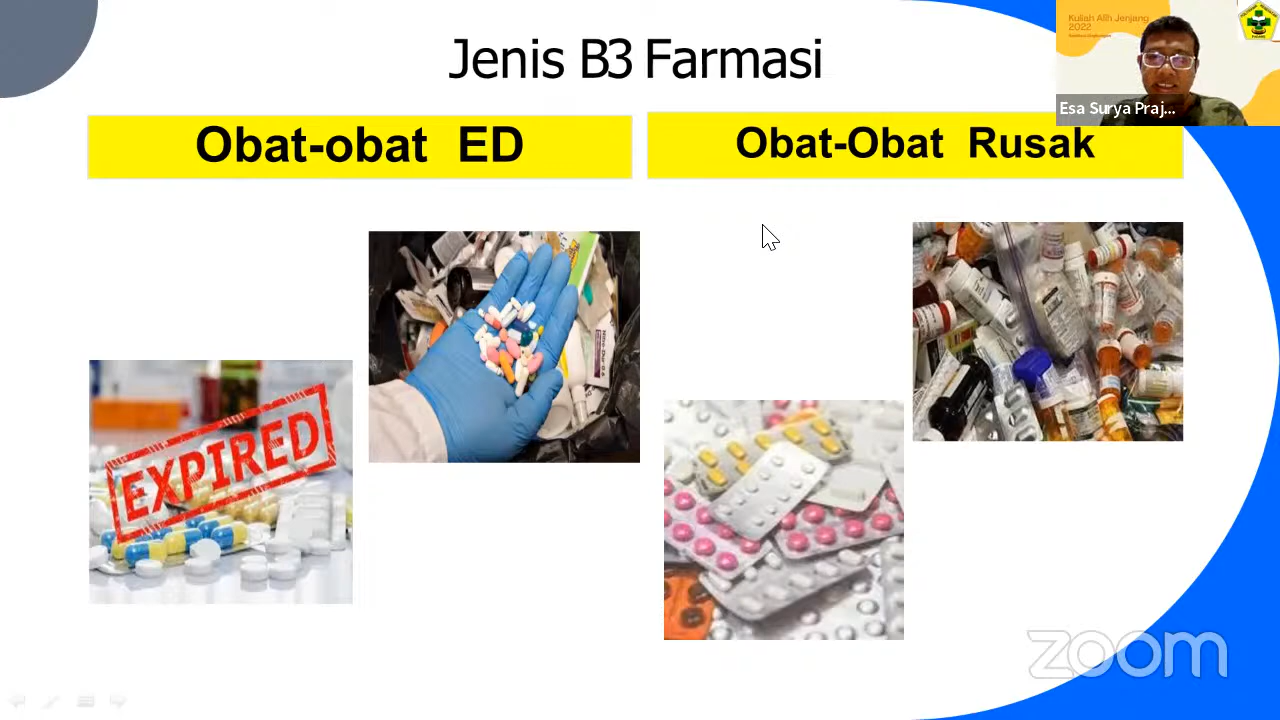 Jenis B3 Farmasi
Kuliah Alih Jenjang
2022
Esa Surya Praj...
Obat-obat ED
Obat-Obat Rusak
EXPIRED
zoom